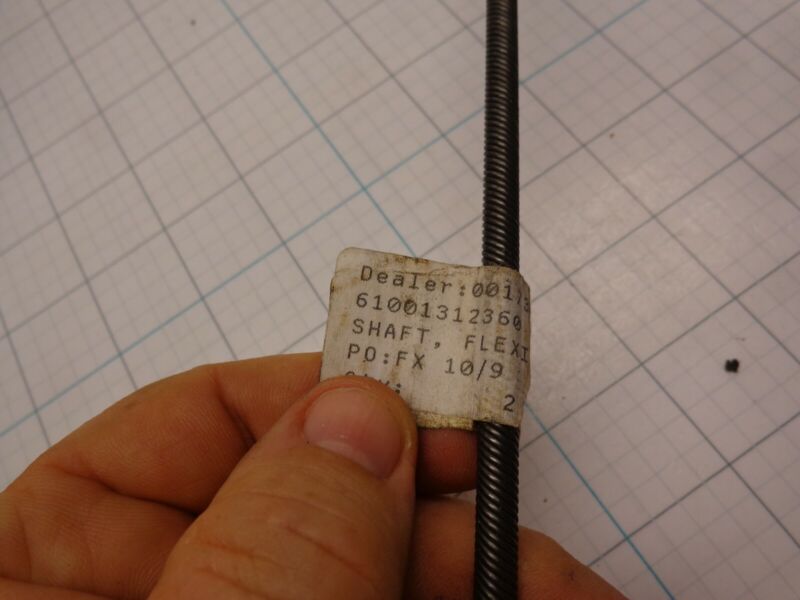 Dealer:001
61001312360
SHAFT, FLEXI
PO:FX 10/9
2